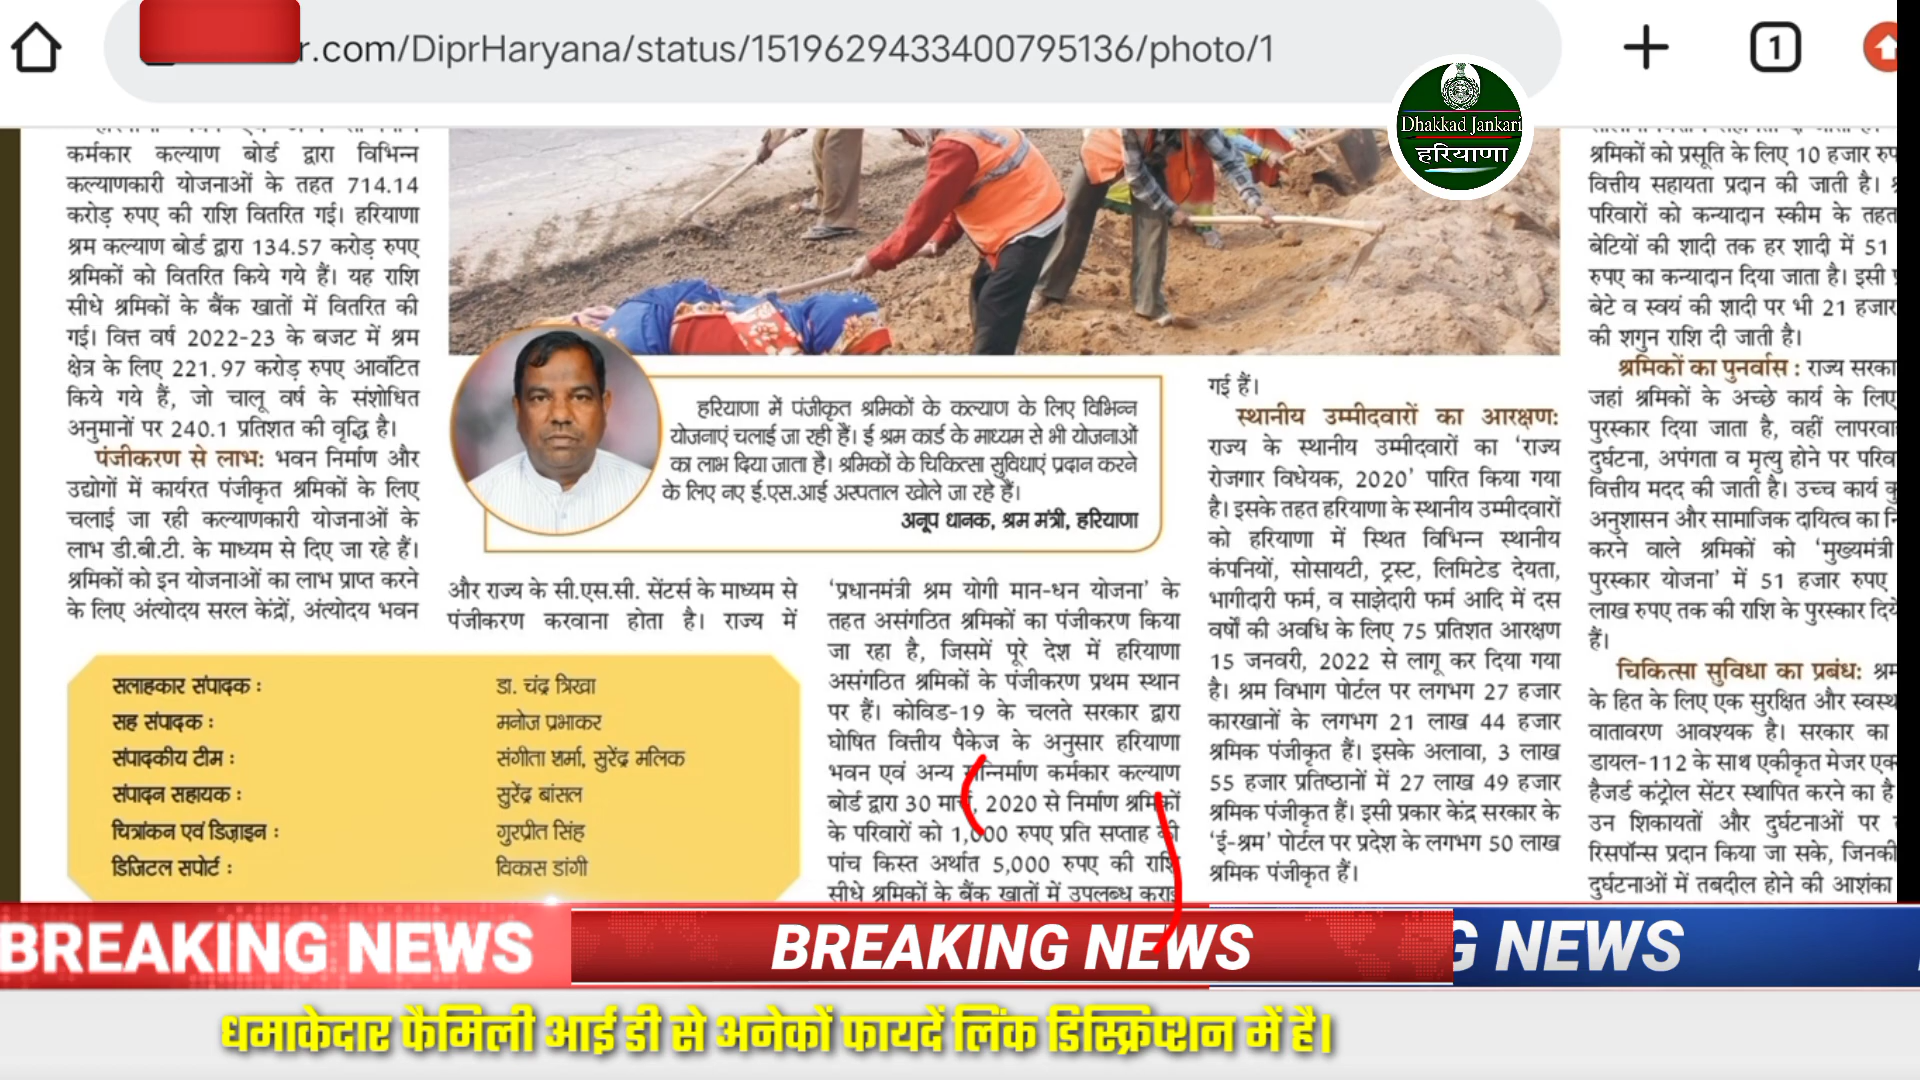 r.com/DiprHaryana/status/1519629433400795136/photo/1
1
Dhakkad Jankari
हरियाणा
कर्मकार कल्याण बोर्ड द्वारा विभिन्न
कल्याणकारी योजनाओं के तहत 714.14
करोड़ रुपए की राशि वितरित गई। हरियाणा
श्रम कल्याण बोर्ड द्वारा 134.57 करोड़ रुपए
श्रमिकों को वितरित किये गये हैं। यह राशि
सीधे श्रमिकों के बैंक खातों में वितरित की
गई। वित्त वर्ष 2022-23 के बजट में श्रम
क्षेत्र के लिए 221.97 करोड़ रुपए आवंटित
किये गये हैं, जो चालू वर्ष के संशोधित
अनुमानों पर 240.1 प्रतिशत की वृद्धि है।
पंजीकरण से लाभ: भवन निर्माण और
उद्योगों में कार्यरत पंजीकृत श्रमिकों के लिए
चलाई जा रही कल्याणकारी योजनाओं के
लाभ डी.बी.टी. के माध्यम से दिए जा रहे हैं।
श्रमिकों को इन योजनाओं का लाभ प्राप्त करने
के लिए अंत्योदय सरल केंद्रों, अंत्योदय भवन
हरियाणा में पंजीकृत श्रमिकों के कल्याण के लिए विभिन्न
योजनाएं चलाई जा रही हैं। ई श्रम कार्ड के माध्यम से भी योजनाओं
का लाभ दिया जाता है। श्रमिकों के चिकित्सा सुविधाएं प्रदान करने
के लिए नए ई.एस.आई अस्पताल खोले जा रहे हैं।
अनूप धानक, श्रम मंत्री, हरियाणा
और राज्य के सी.एस.सी. सेंटर्स के माध्यम से
पंजीकरण करवाना होता है। राज्य में
सलाहकार संपादक : डा. चंद्र त्रिखा
सह संपादक : मनोज प्रभाकर
संपादकीय टीम : संगीता शर्मा, सुरेंद्र मलिक
संपादन सहायक : सुरेंद्र बांसल
चित्रांकन एवं डिज़ाइन : गुरप्रीत सिंह
डिजिटल सपोर्ट : विकास डांगी
'प्रधानमंत्री श्रम योगी मान-धन योजना' के
तहत असंगठित श्रमिकों का पंजीकरण किया
जा रहा है, जिसमें पूरे देश में हरियाणा
असंगठित श्रमिकों के पंजीकरण प्रथम स्थान
पर हैं। कोविड-19 के चलते सरकार द्वारा
घोषित वित्तीय पैकेज के अनुसार हरियाणा
भवन एवं अन्य सन्निर्माण कर्मकार कल्याण
बोर्ड द्वारा 30 मार्च, 2020 से निर्माण श्रमिकों
के परिवारों को 1,000 रुपए प्रति सप्ताह की
पांच किस्त अर्थात 5,000 रुपए की राशि
सीधे श्रमिकों के बैंक खातों में उपलब्ध कराई
गई हैं।
स्थानीय उम्मीदवारों का आरक्षण:
राज्य के स्थानीय उम्मीदवारों का 'राज्य
रोजगार विधेयक, 2020' पारित किया गया
है। इसके तहत हरियाणा के स्थानीय उम्मीदवारों
को हरियाणा में स्थित विभिन्न स्थानीय
कंपनियों, सोसायटी, ट्रस्ट, लिमिटेड देयता,
भागीदारी फर्म, व साझेदारी फर्म आदि में दस
वर्षों की अवधि के लिए 75 प्रतिशत आरक्षण
15 जनवरी, 2022 से लागू कर दिया गया
है। श्रम विभाग पोर्टल पर लगभग 27 हजार
कारखानों के लगभग 21 लाख 44 हजार
श्रमिक पंजीकृत हैं। इसके अलावा, 3 लाख
55 हजार प्रतिष्ठानों में 27 लाख 49 हजार
श्रमिक पंजीकृत हैं। इसी प्रकार केंद्र सरकार के
'ई-श्रम' पोर्टल पर प्रदेश के लगभग 50 लाख
श्रमिक पंजीकृत हैं।
श्रमिकों को प्रसूति के लिए 10 हजार रुप
वित्तीय सहायता प्रदान की जाती है।
परिवारों को कन्यादान स्कीम के तहत
बेटियों की शादी तक हर शादी में 51
रुपए का कन्यादान दिया जाता है। इसी
बेटे व स्वयं की शादी पर भी 21 हजार
की शगुन राशि दी जाती है।
श्रमिकों का पुनर्वास : राज्य सरका
जहां श्रमिकों के अच्छे कार्य के लिए
पुरस्कार दिया जाता है, वहीं लापरवा
दुर्घटना, अपंगता व मृत्यु होने पर परिव
वित्तीय मदद की जाती है। उच्च कार्य कु
अनुशासन और सामाजिक दायित्व का नि
करने वाले श्रमिकों को 'मुख्यमंत्री
पुरस्कार योजना' में 51 हजार रुपए
लाख रुपए तक की राशि के पुरस्कार दिये
हैं।
चिकित्सा सुविधा का प्रबंध: श्रम
के हित के लिए एक सुरक्षित और स्वस्थ
वातावरण आवश्यक है। सरकार का
डायल-112 के साथ एकीकृत मेजर एक
हैजर्ड कंट्रोल सेंटर स्थापित करने का है
उन शिकायतों और दुर्घटनाओं पर
रिसपॉन्स प्रदान किया जा सके, जिनकी
दुर्घटनाओं में तबदील होने की आशंका
BREAKING NEWS BREAKING NEWS G NEWS
धमाकेदार फैमिली आई डी से अनेकों फायदें लिंक डिस्क्रिप्शन में है।